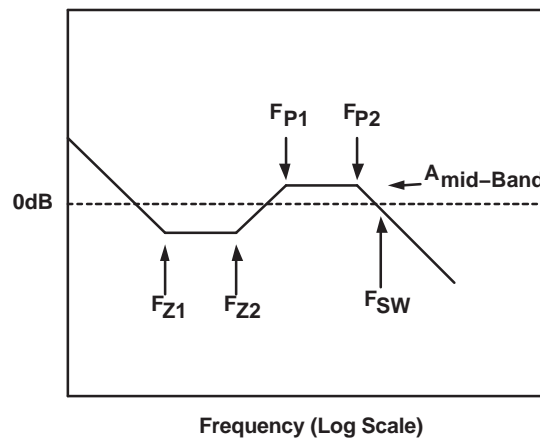 FP1 FP2
Amid–Band
0dB
FZ1 FZ2 FSW
Frequency (Log Scale)